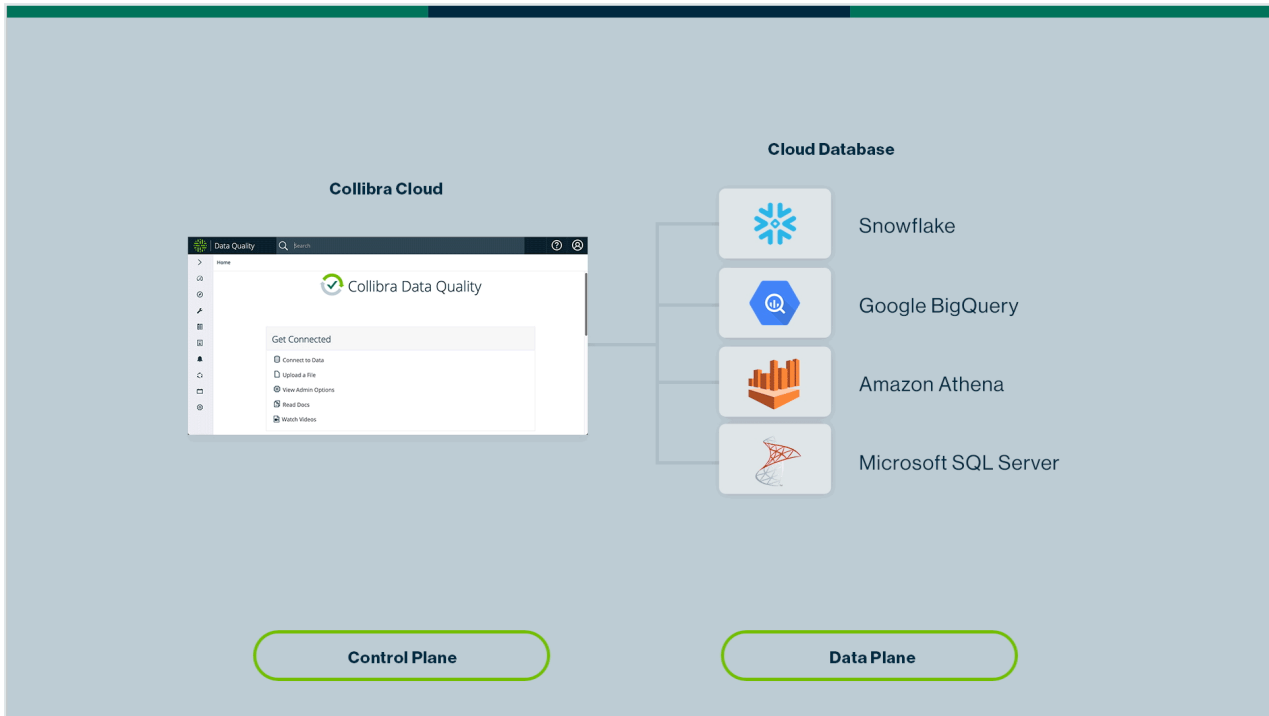 Cloud Database
Collibra Cloud
Data Quality
Search
Home
Collibra Data Quality
Get Connected
Connect to Data
Upload a File
View Admin Options
Read Docs
Watch Videos
Snowflake
Google BigQuery
Amazon Athena
Microsoft SQL Server
Control Plane
Data Plane